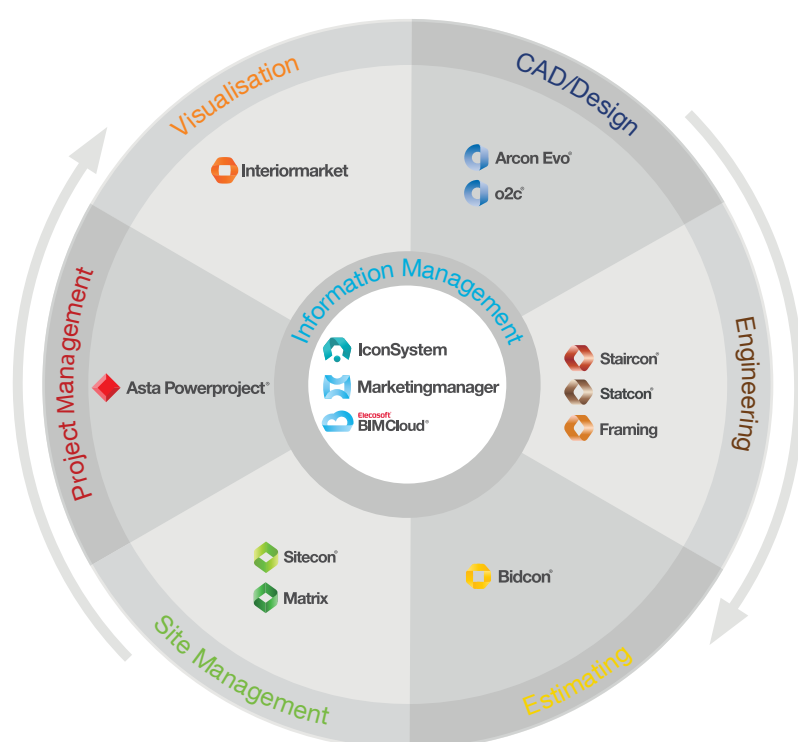 Visualisation
Interiormarket
CAD/Design
Arcon Evo®
o2c®
Engineering
Staircon®
Statcon®
Framing
Estimating
Bidcon®
Site Management
Sitecon®
Matrix
Project Management
Asta Powerproject®
Information Management
IconSystem
Marketingmanager
Elecosoft
BIMCloud®